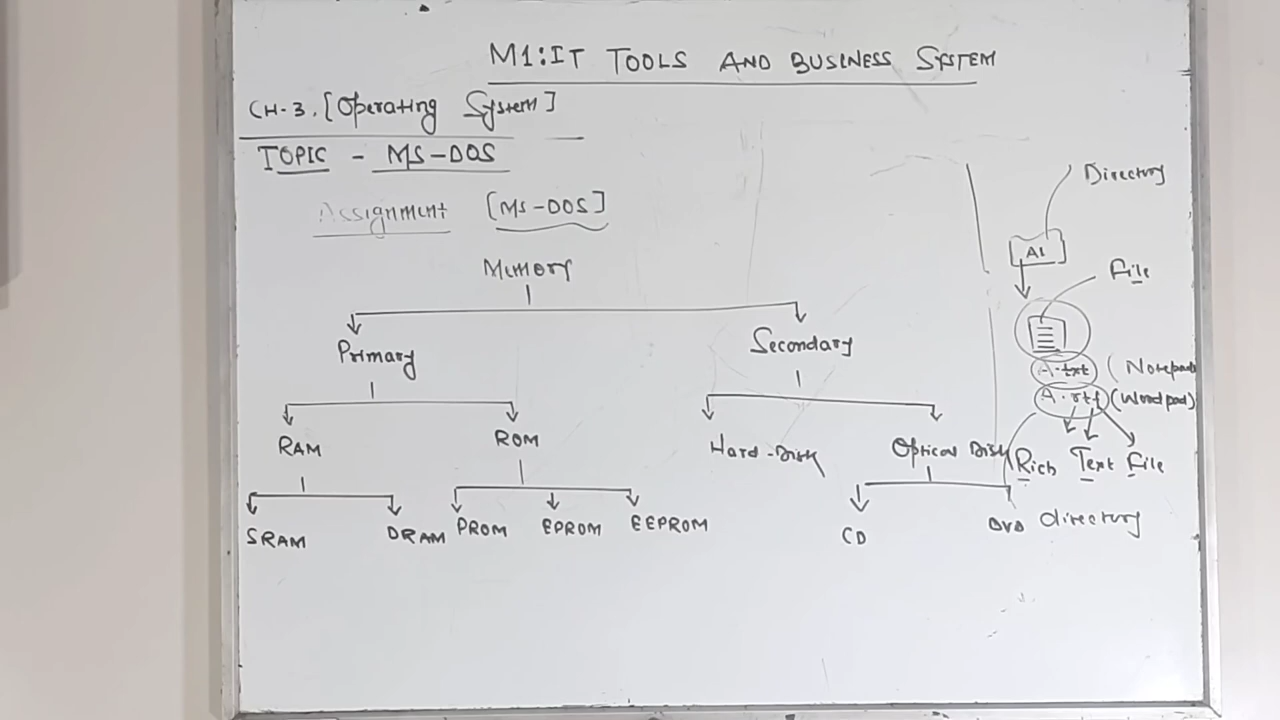 M1:IT TOOLS AND BUSINESS SYSTEM
CH-3. [Operating System]
TOPIC - MS-DOS
Assignment [MS-DOS]
Memory
Primary
Secondary
RAM
ROM
Hard-Disk
Optical Disk
SRAM
DRAM
PROM
EPROM
EEPROM
CD
DVD
Directory
A1
File
A.txt (Notepad
A.rtf (Wordpad)
Rich Text File
directory